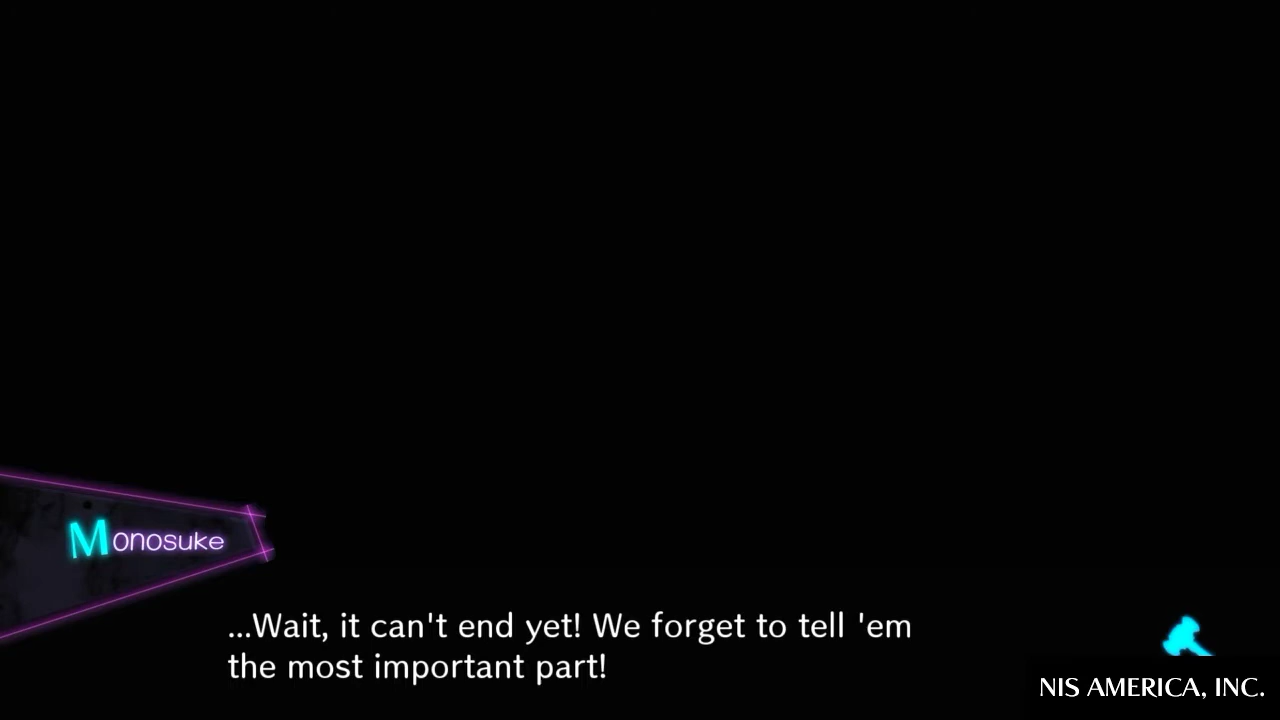 Monosuke
...Wait, it can't end yet! We forget to tell 'em
the most important part!
NIS AMERICA, INC.